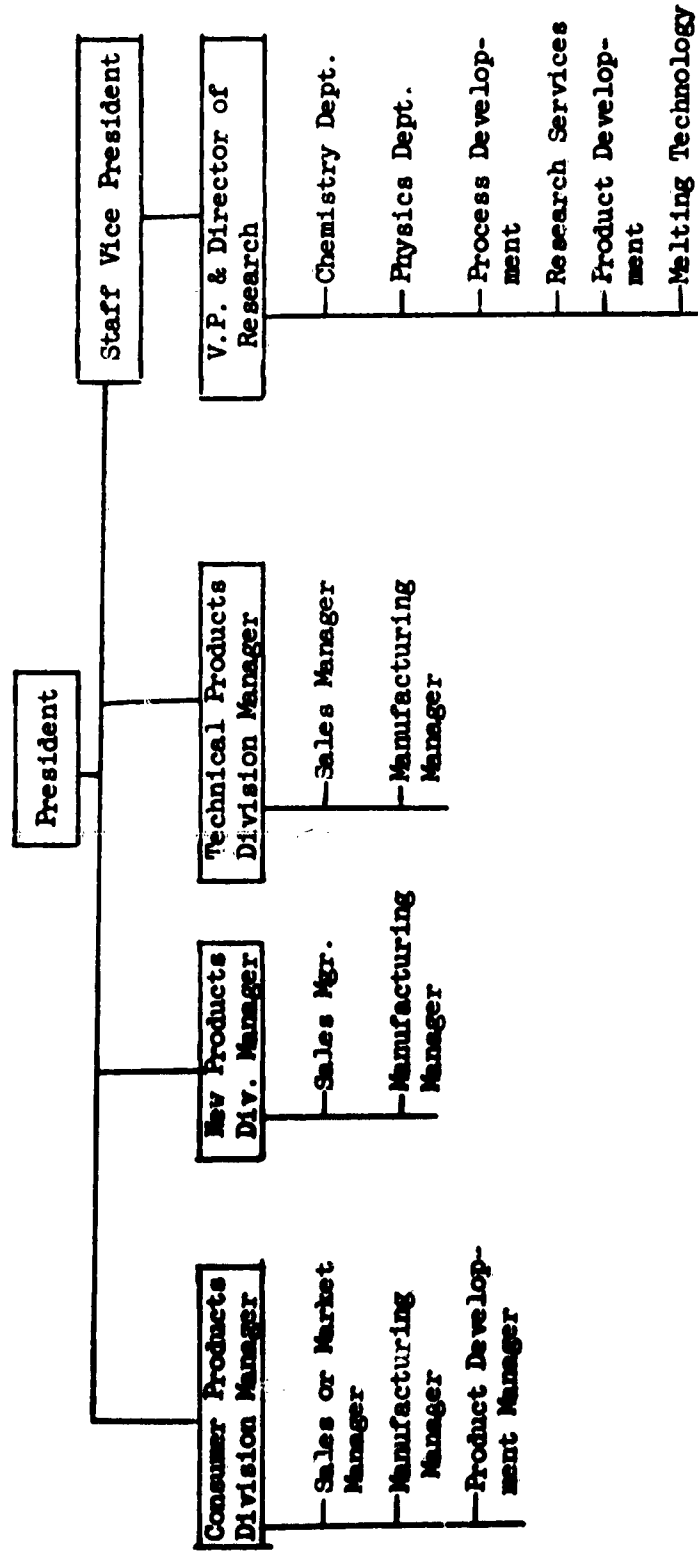 President
Staff Vice President
Consumer Products
Division Manager
Sales or Market
Manager
Manufacturing
Manager
Product Develop-
ment Manager
New Products
Div. Manager
Sales Mgr.
Manufacturing
Manager
Technical Products
Division Manager
Sales Manager
Manufacturing
Manager
V.P. & Director of
Research
Chemistry Dept.
Physics Dept.
Process Develop-
ment
Research Services
Product Develop-
ment
Melting Technology